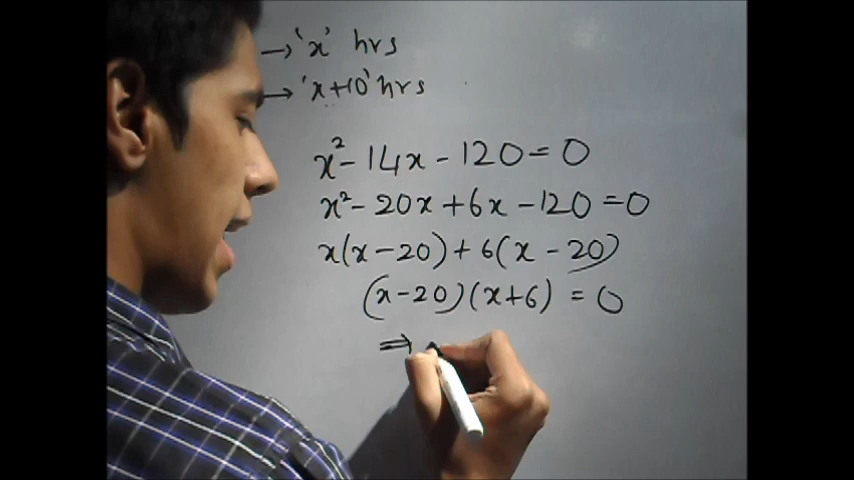 → 'x' hrs
→ 'x+10' hrs
x² - 14x - 120 = 0
x² - 20x + 6x - 120 = 0
x(x - 20) + 6(x - 20)
(x - 20)(x + 6) = 0
⇒